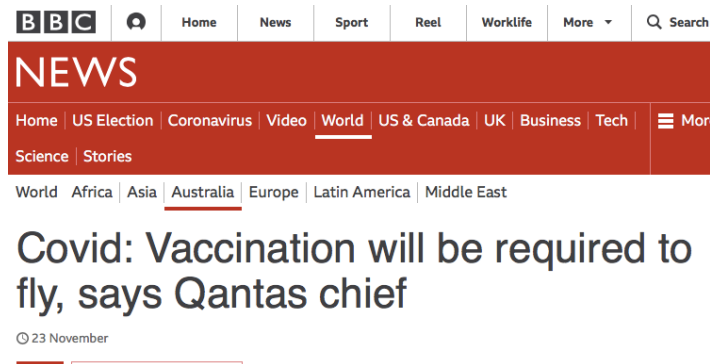 BBC Home News Sport Reel Worklife More Search
NEWS
Home US Election Coronavirus Video World US & Canada UK Business Tech Mor
Science Stories
World Africa Asia Australia Europe Latin America Middle East
Covid: Vaccination will be required to
fly, says Qantas chief
23 November